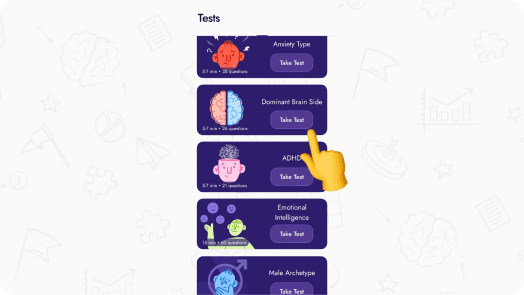 Tests
Anxiety Type
Take Test
5.7 min • 38 questions
Dominant Brain Side
Take Test
5.7 min • 26 questions
ADHD
Take Test
5.7 min • 21 questions
Emotional
Intelligence
Take Test
15 min • 60 questions
Male Archetype
Take Test